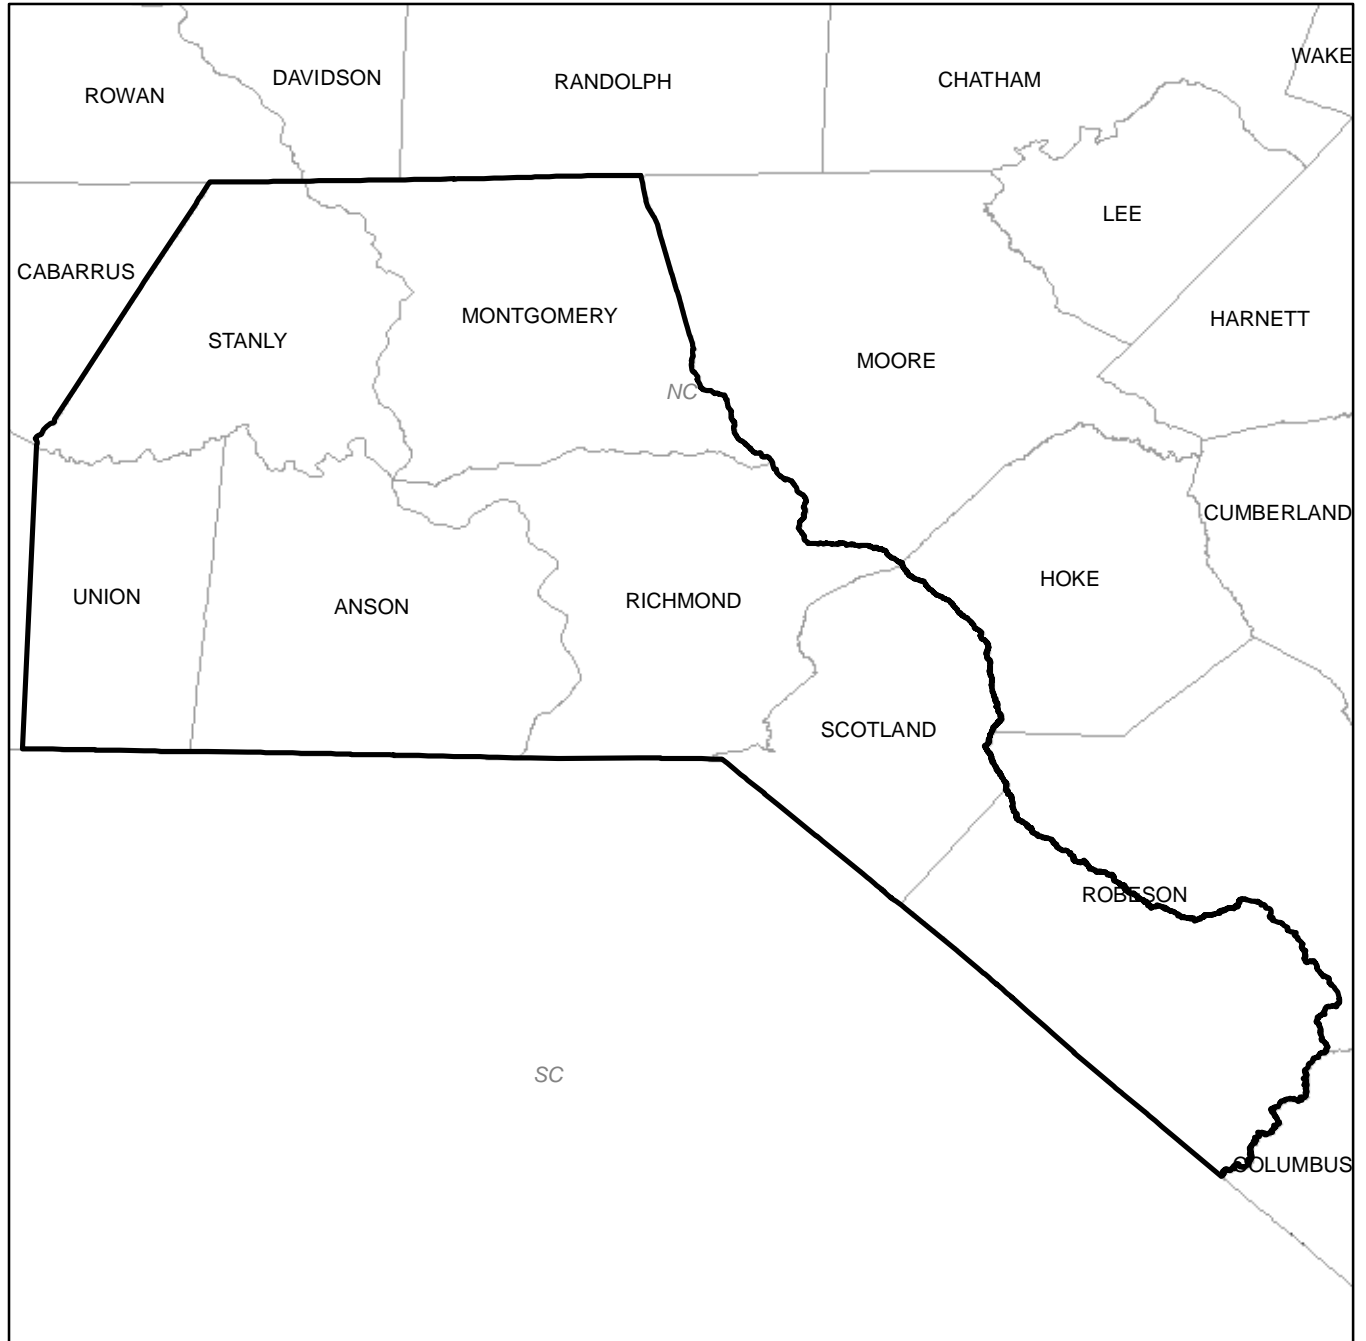 WAKE
DAVIDSON
RANDOLPH
CHATHAM
ROWAN
LEE
CABARRUS
MONTGOMERY
HARNETT
STANLY
MOORE
NC
CUMBERLAND
HOKE
UNION
ANSON
RICHMOND
SCOTLAND
ROBESON
SC
COLUMBUS